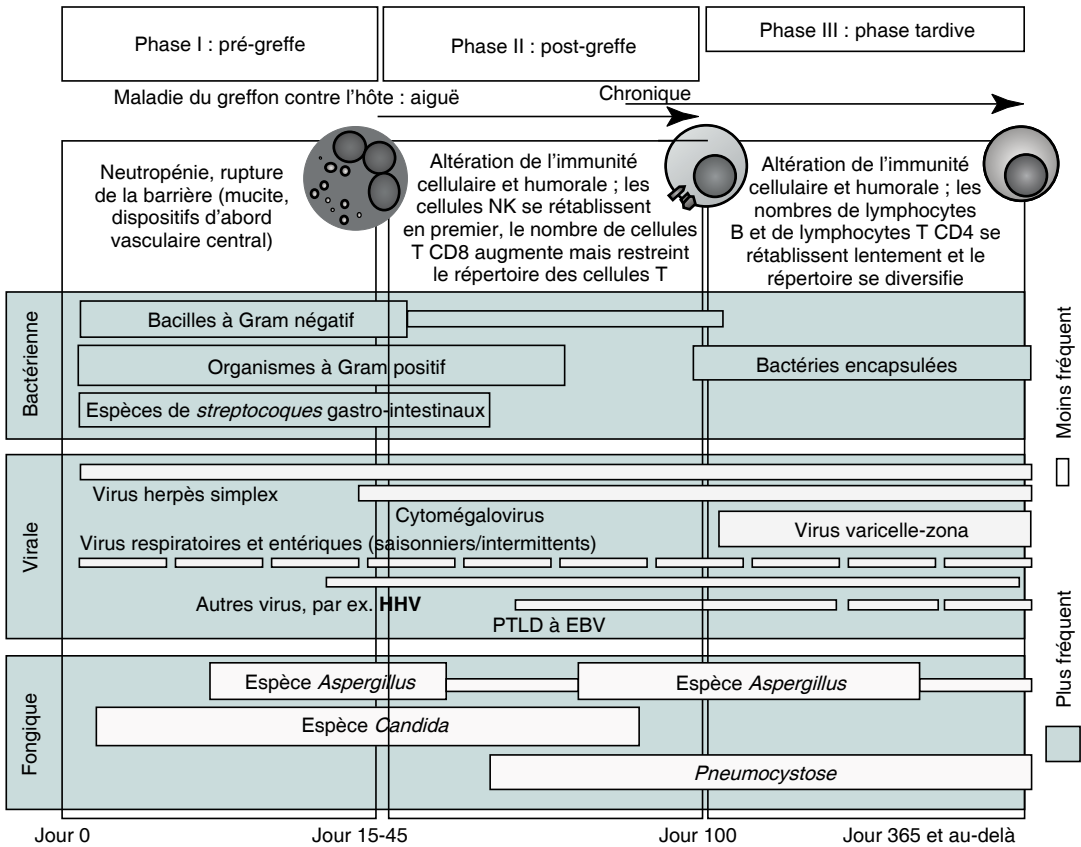 Phase I : pré-greffe
Phase II : post-greffe
Phase III : phase tardive
Maladie du greffon contre l'hôte : aiguë
Chronique
Neutropénie, rupture
de la barrière (mucite,
dispositifs d'abord
vasculaire central)
Altération de l'immunité
cellulaire et humorale ; les
cellules NK se rétablissent
en premier, le nombre de cellules
T CD8 augmente mais restreint
le répertoire des cellules T
Altération de l'immunité
cellulaire et humorale ; les
nombres de lymphocytes
B et de lymphocytes T CD4 se
rétablissent lentement et le
répertoire se diversifie
Bactérienne
Bacilles à Gram négatif
Organismes à Gram positif
Bactéries encapsulées
Espèces de streptocoques gastro-intestinaux
Virale
Virus herpès simplex
Cytomégalovirus
Virus varicelle-zona
Virus respiratoires et entériques (saisonniers/intermittents)
Autres virus, par ex. HHV
PTLD à EBV
Fongique
Espèce Aspergillus
Espèce Aspergillus
Espèce Candida
Pneumocystose
Moins fréquent
Plus fréquent
Jour 0
Jour 15-45
Jour 100
Jour 365 et au-delà